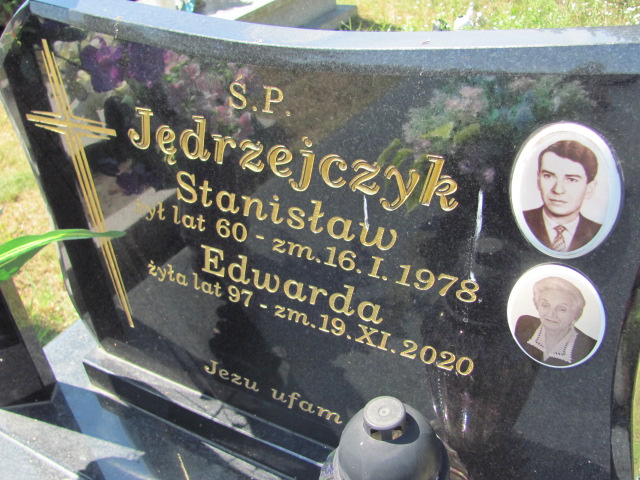 Ś.P.
Jędrzejczyk
Stanisław
żył lat 60 - zm. 16. I. 1978
Edwarda
żyła lat 97 - zm. 19. XI. 2020
Jezu ufam